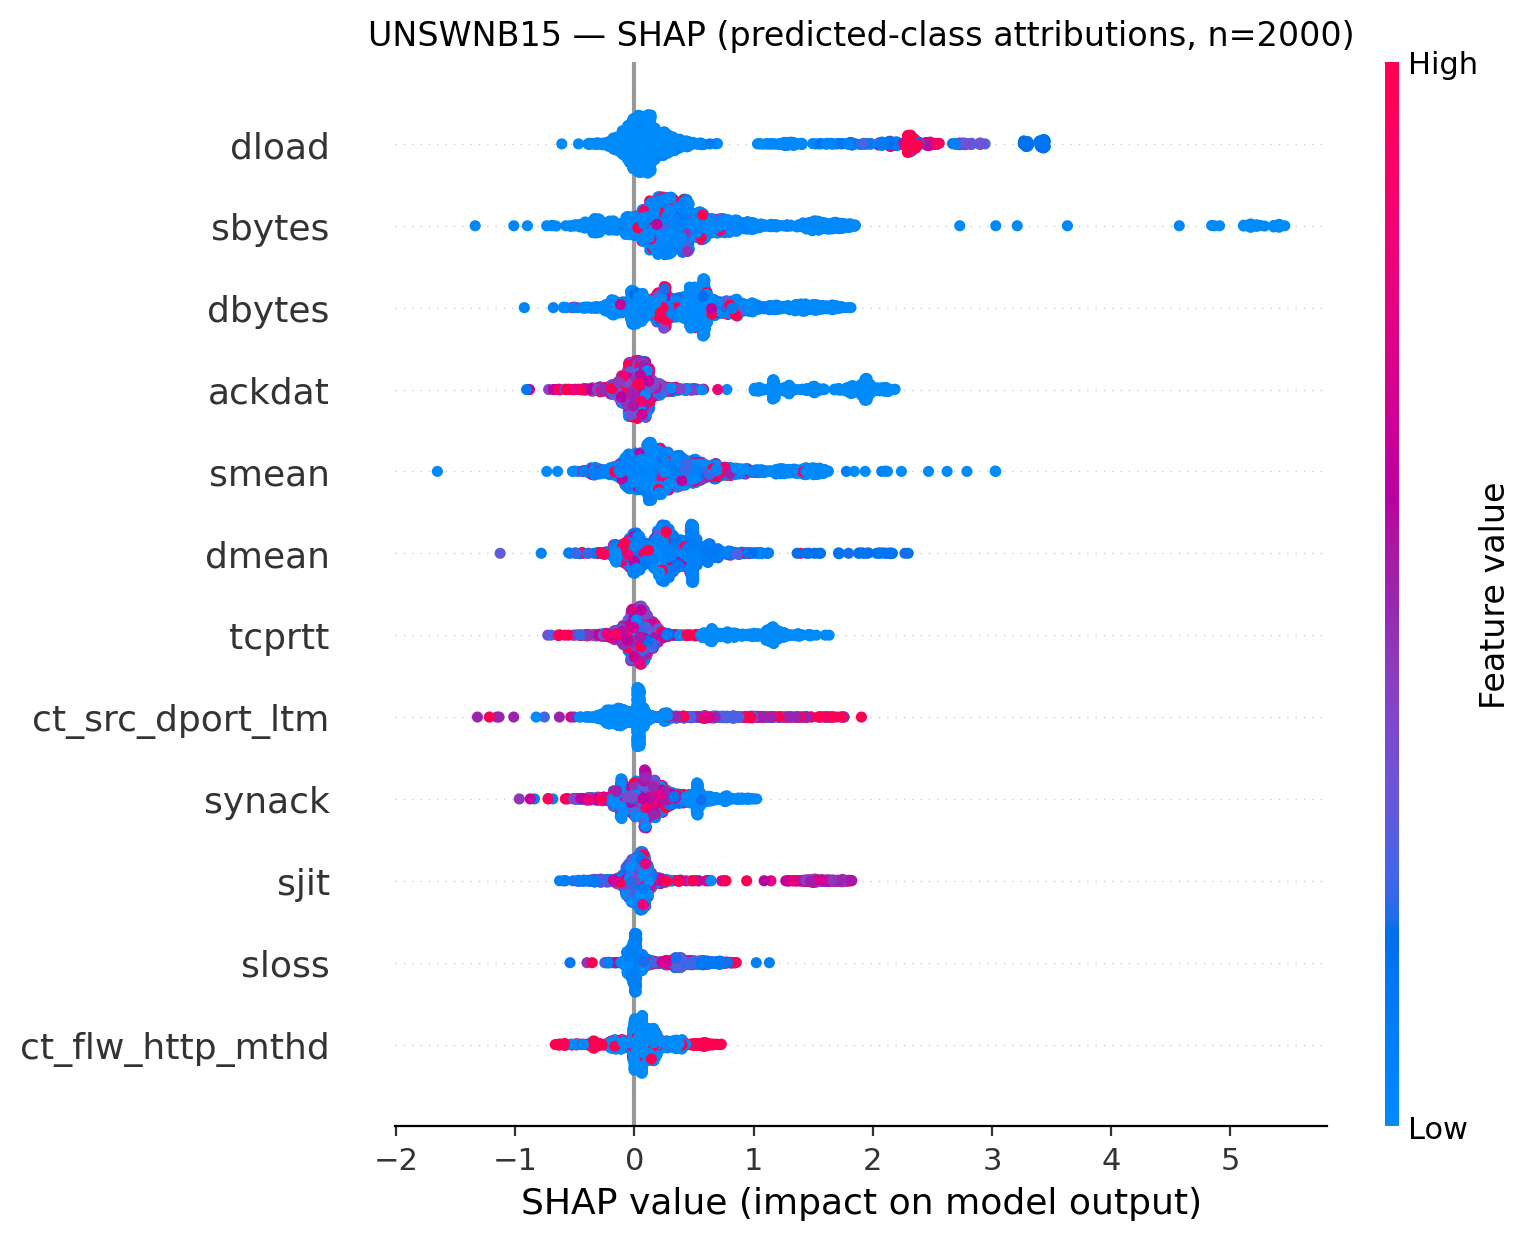 UNSWNB15 — SHAP (predicted-class attributions, n=2000)
High
dload
sbytes
dbytes
ackdat
smean
dmean
tcprtt
ct_src_dport_ltm
synack
sjit
sloss
ct_flw_http_mthd
Feature value
Low
−2 −1 0 1 2 3 4 5
SHAP value (impact on model output)